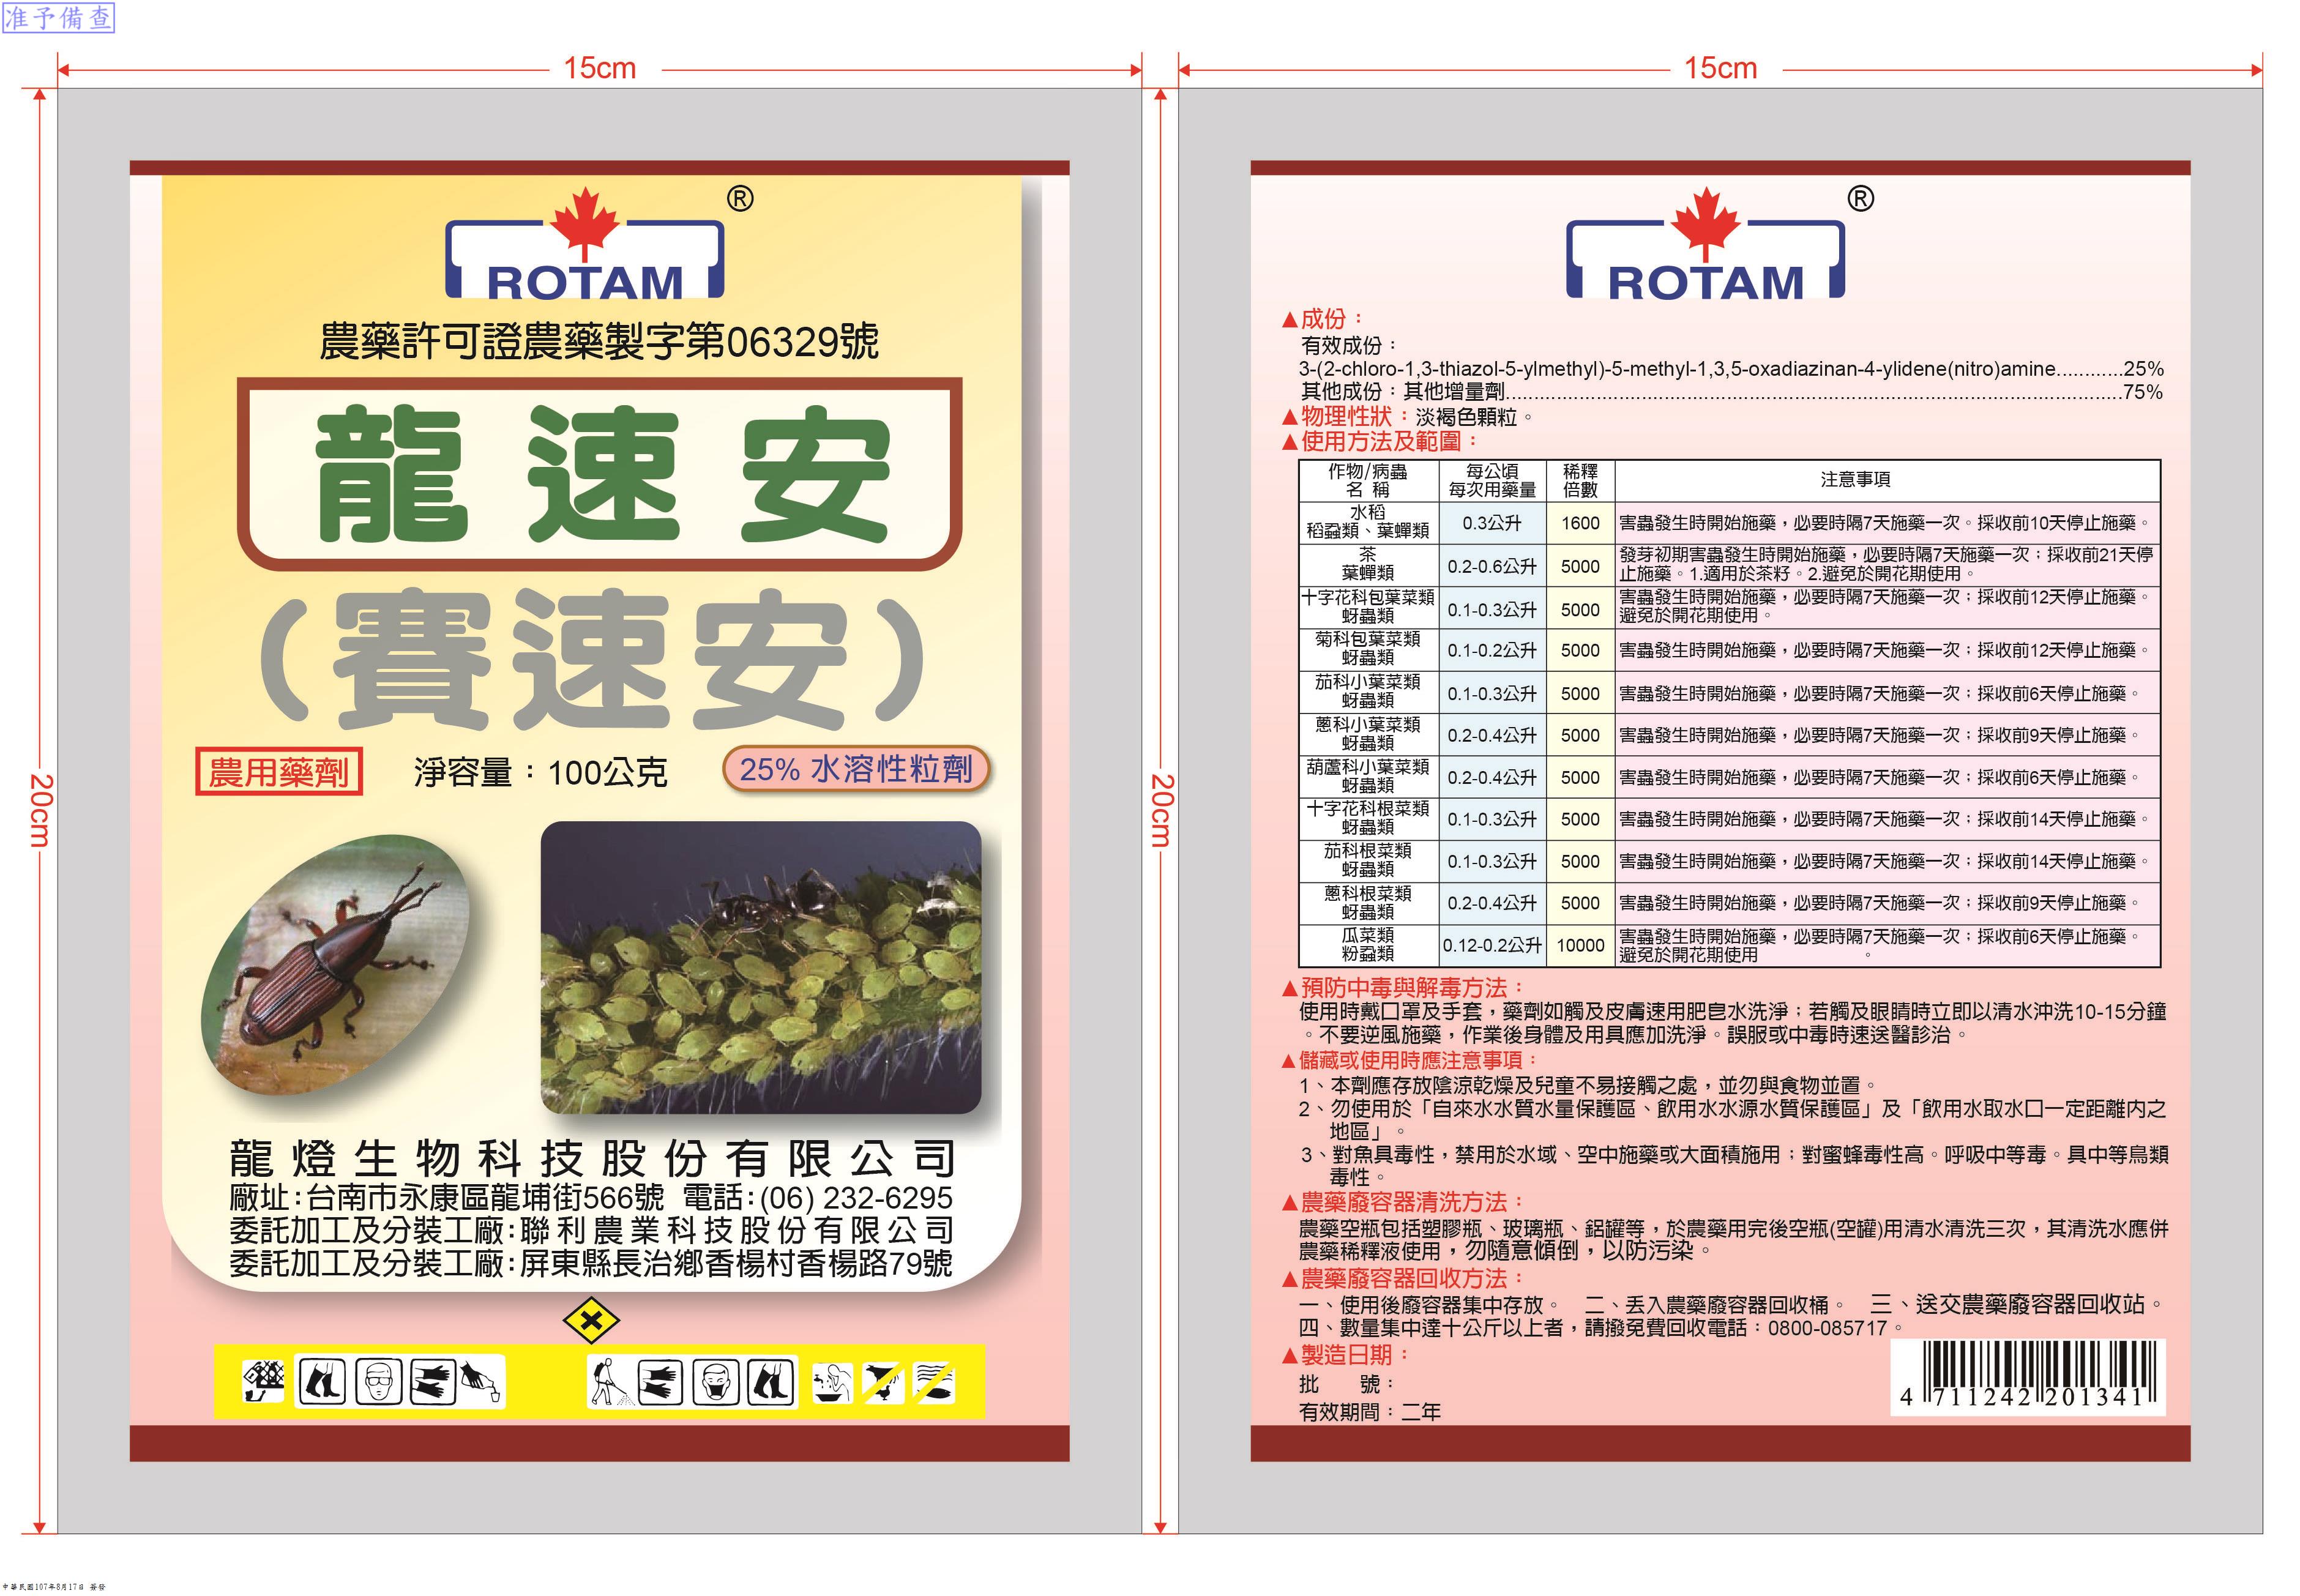 准予備查
15cm
15cm
20cm
20cm
ROTAM®
農藥許可證農藥製字第06329號
龍速安
(賽速安)
農用藥劑
淨容量：100公克
25% 水溶性粒劑
龍燈生物科技股份有限公司
廠址:台南市永康區龍埔街566號 電話:(06) 232-6295
委託加工及分裝工廠:聯利農業科技股份有限公司
委託加工及分裝工廠:屏東縣長治鄉香楊村香楊路79號
ROTAM®
▲成份：
有效成份：
3-(2-chloro-1,3-thiazol-5-ylmethyl)-5-methyl-1,3,5-oxadiazinan-4-ylidene(nitro)amine............25%
其他成份：其他增量劑............75%
▲物理性狀：淡褐色顆粒。
▲使用方法及範圍：
作物/病蟲名稱 每公頃每次用藥量 稀釋倍數 注意事項
水稻
稻蝨類、葉蟬類 0.3公升 1600 害蟲發生時開始施藥，必要時隔7天施藥一次。採收前10天停止施藥。
茶
葉蟬類 0.2-0.6公升 5000 發芽初期害蟲發生時開始施藥，必要時隔7天施藥一次；採收前21天停
止施藥。1.適用於茶籽。2.避免於開花期使用。
十字花科包葉菜類
蚜蟲類 0.1-0.3公升 5000 害蟲發生時開始施藥，必要時隔7天施藥一次；採收前12天停止施藥。
避免於開花期使用。
菊科包葉菜類
蚜蟲類 0.1-0.2公升 5000 害蟲發生時開始施藥，必要時隔7天施藥一次；採收前12天停止施藥。
茄科小葉菜類
蚜蟲類 0.1-0.3公升 5000 害蟲發生時開始施藥，必要時隔7天施藥一次；採收前6天停止施藥。
蔥科小葉菜類
蚜蟲類 0.2-0.4公升 5000 害蟲發生時開始施藥，必要時隔7天施藥一次；採收前9天停止施藥。
葫蘆科小葉菜類
蚜蟲類 0.2-0.4公升 5000 害蟲發生時開始施藥，必要時隔7天施藥一次；採收前6天停止施藥。
十字花科根菜類
蚜蟲類 0.1-0.3公升 5000 害蟲發生時開始施藥，必要時隔7天施藥一次；採收前14天停止施藥。
茄科根菜類
蚜蟲類 0.1-0.3公升 5000 害蟲發生時開始施藥，必要時隔7天施藥一次；採收前14天停止施藥。
蔥科根菜類
蚜蟲類 0.2-0.4公升 5000 害蟲發生時開始施藥，必要時隔7天施藥一次；採收前9天停止施藥。
瓜菜類
粉蝨類 0.12-0.2公升 10000 害蟲發生時開始施藥，必要時隔7天施藥一次；採收前6天停止施藥。
避免於開花期使用。
▲預防中毒與解毒方法：
使用時戴口罩及手套，藥劑如觸及皮膚速用肥皂水洗淨；若觸及眼睛時立即以清水沖洗10-15分鐘
。不要逆風施藥，作業後身體及用具應加洗淨。誤服或中毒時速送醫診治。
▲儲藏或使用時應注意事項：
1、本劑應存放陰涼乾燥及兒童不易接觸之處，並勿與食物並置。
2、勿使用於「自來水水質水量保護區、飲用水水源水質保護區」及「飲用水取水口一定距離內之
地區」。
3、對魚具毒性，禁用於水域、空中施藥或大面積施用；對蜜蜂毒性高。呼吸中等毒。具中等鳥類
毒性。
▲農藥廢容器清洗方法：
農藥空瓶包括塑膠瓶、玻璃瓶、鋁罐等，於農藥用完後空瓶(空罐)用清水清洗三次，其清洗水應併
農藥稀釋液使用，勿隨意傾倒，以防污染。
▲農藥廢容器回收方法：
一、使用後廢容器集中存放。 二、丟入農藥廢容器回收桶。 三、送交農藥廢容器回收站。
四、數量集中達十公斤以上者，請撥免費回收電話：0800-085717。
▲製造日期：
批 號：
有效期間：二年
4 711242 201341
中華民國107年8月17日 簽發